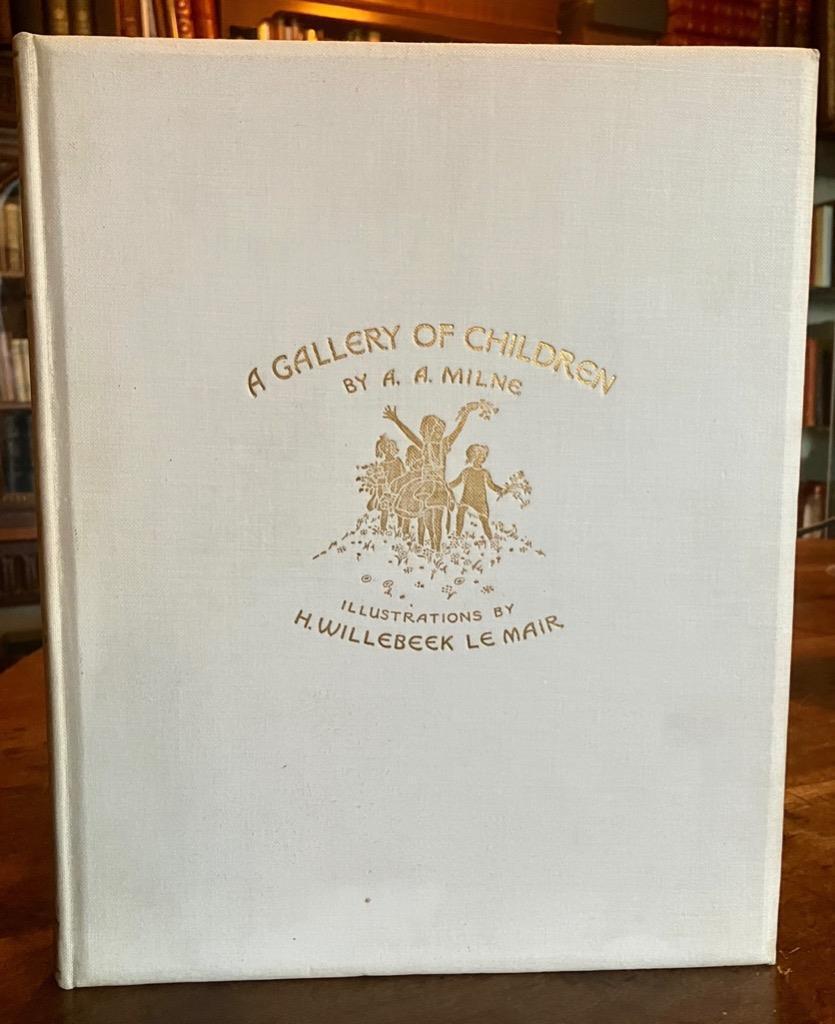 A GALLERY OF CHILDREN
BY A. A. MILNE
ILLUSTRATIONS BY
H. WILLEBEEK LE MAIR